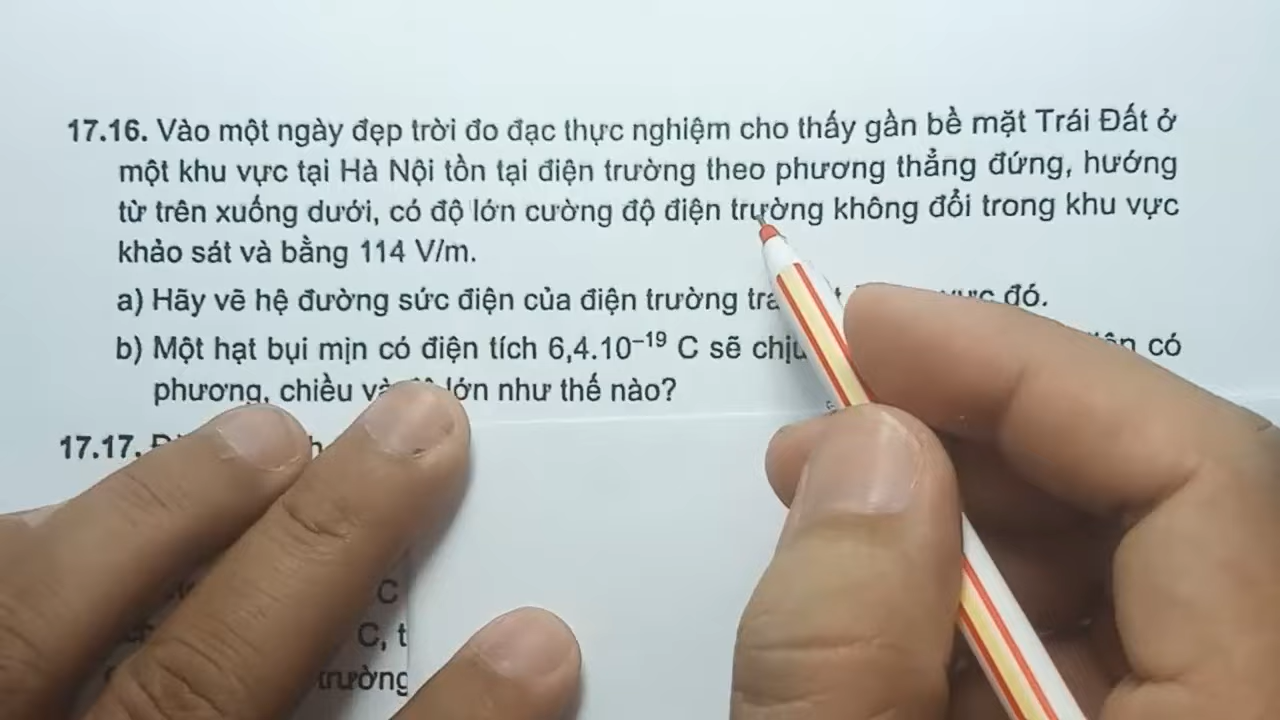 17.16. Vào một ngày đẹp trời đo đạc thực nghiệm cho thấy gần bề mặt Trái Đất ở
một khu vực tại Hà Nội tồn tại điện trường theo phương thẳng đứng, hướng
từ trên xuống dưới, có độ lớn cường độ điện trường không đổi trong khu vực
khảo sát và bằng 114 V/m.
a) Hãy vẽ hệ đường sức điện của điện trường đó.
b) Một hạt bụi mịn có điện tích 6,4.10⁻¹⁹ C sẽ có
phương, chiều lớn như thế nào?
17.17.
C
C, t
trường